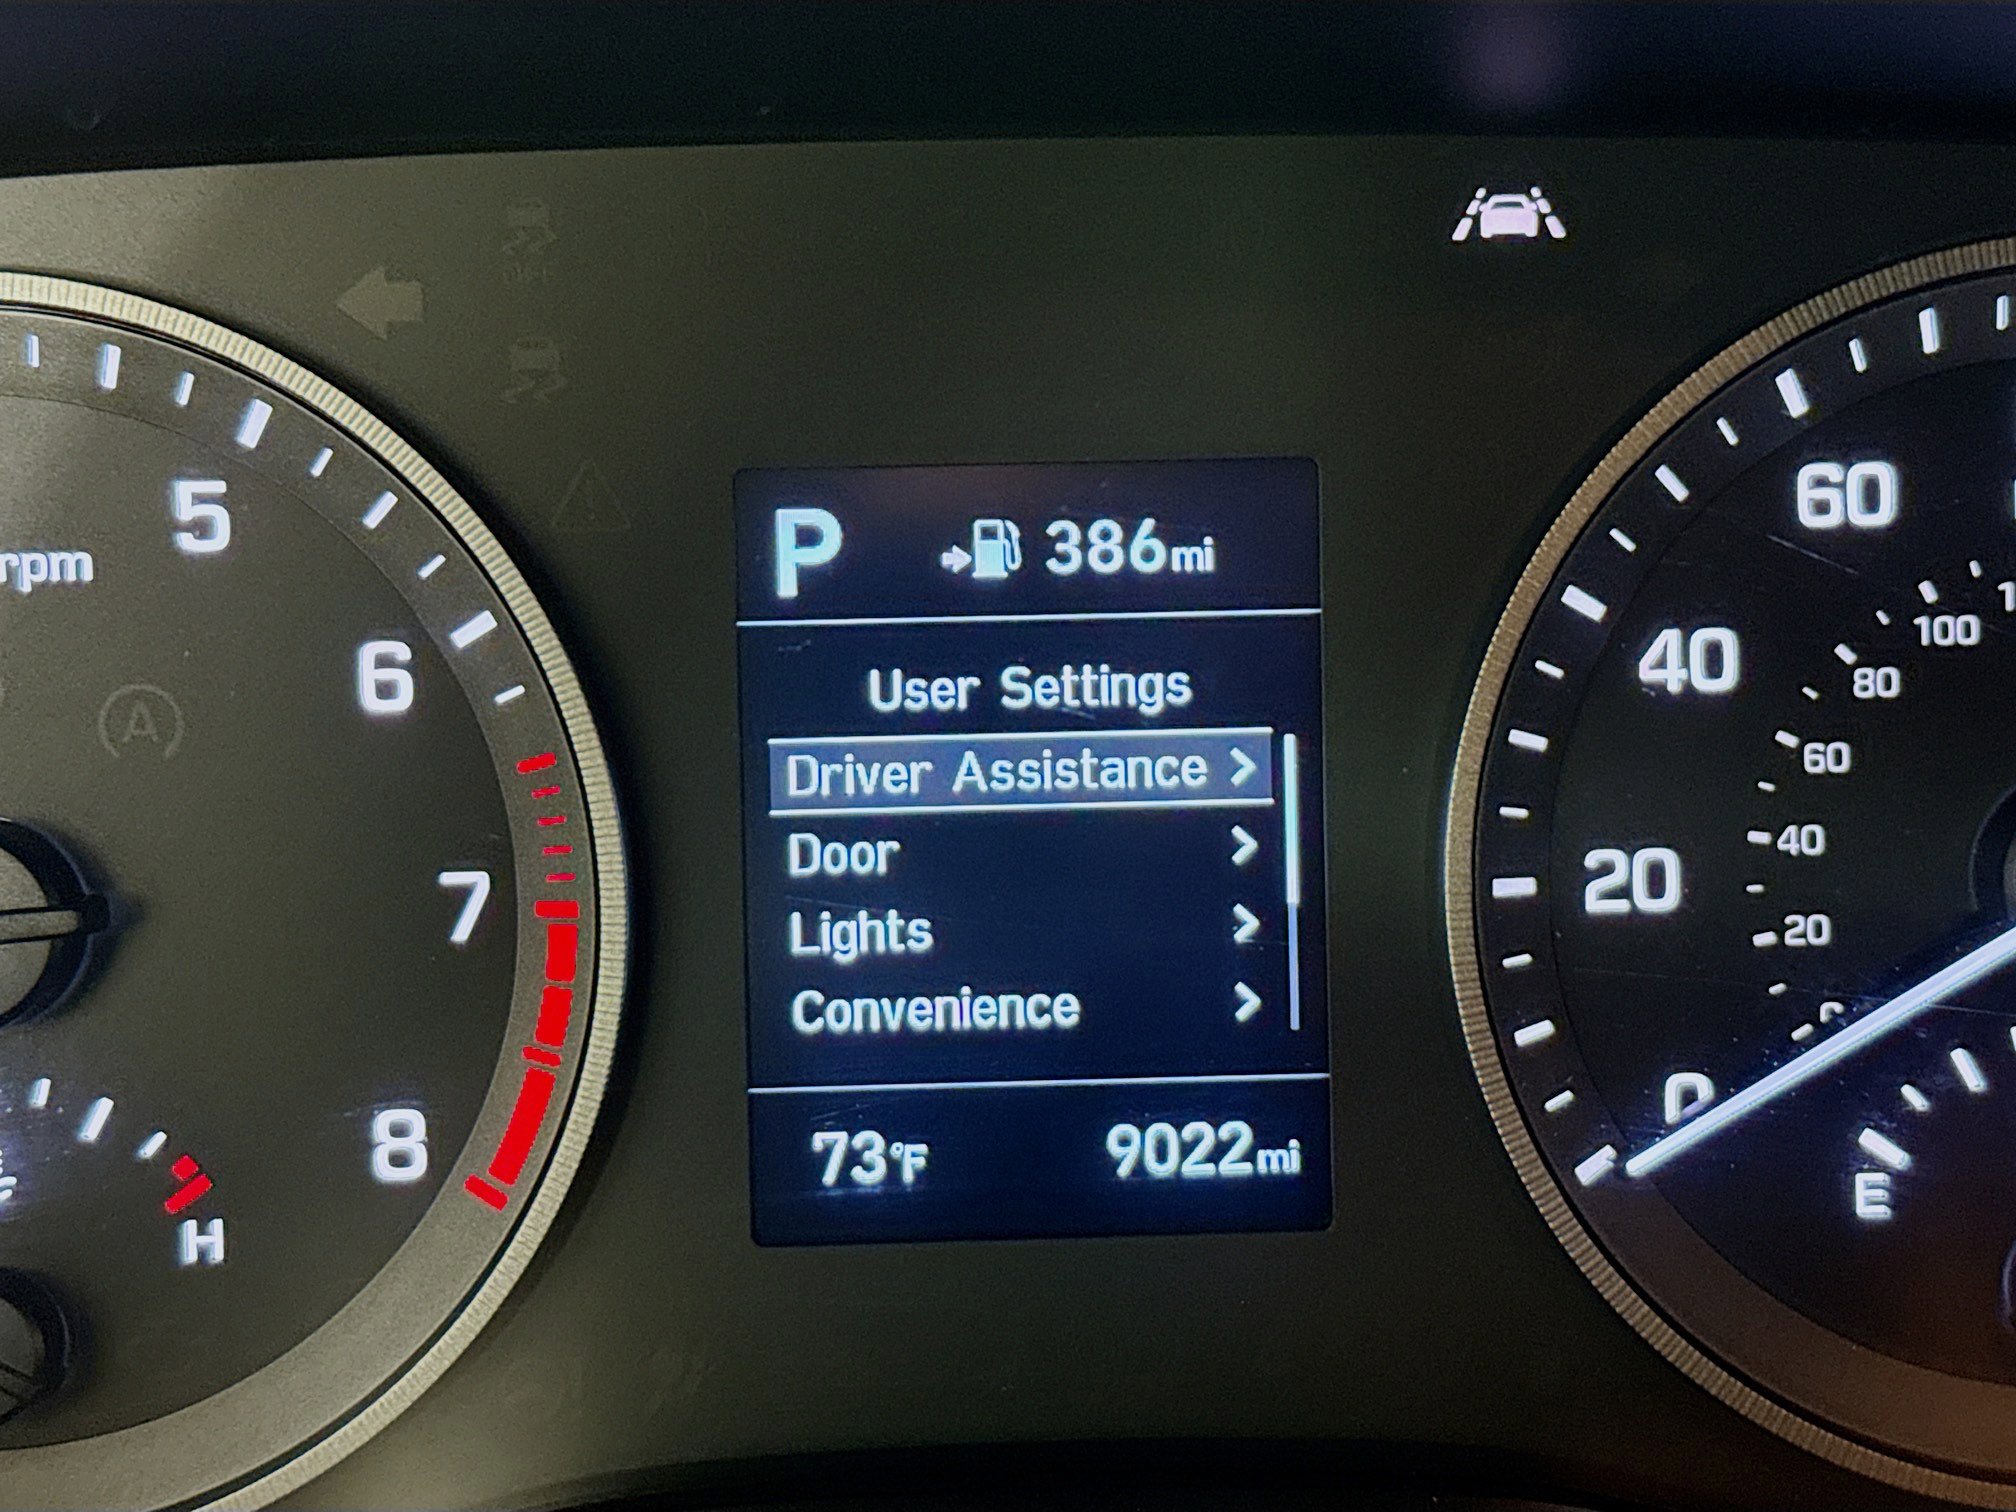 P 386mi
User Settings
Driver Assistance >
Door >
Lights >
Convenience >
73°F 9022mi
5
rpm
6
7
8
H
60
40
20
0
100
80
60
40
20
E